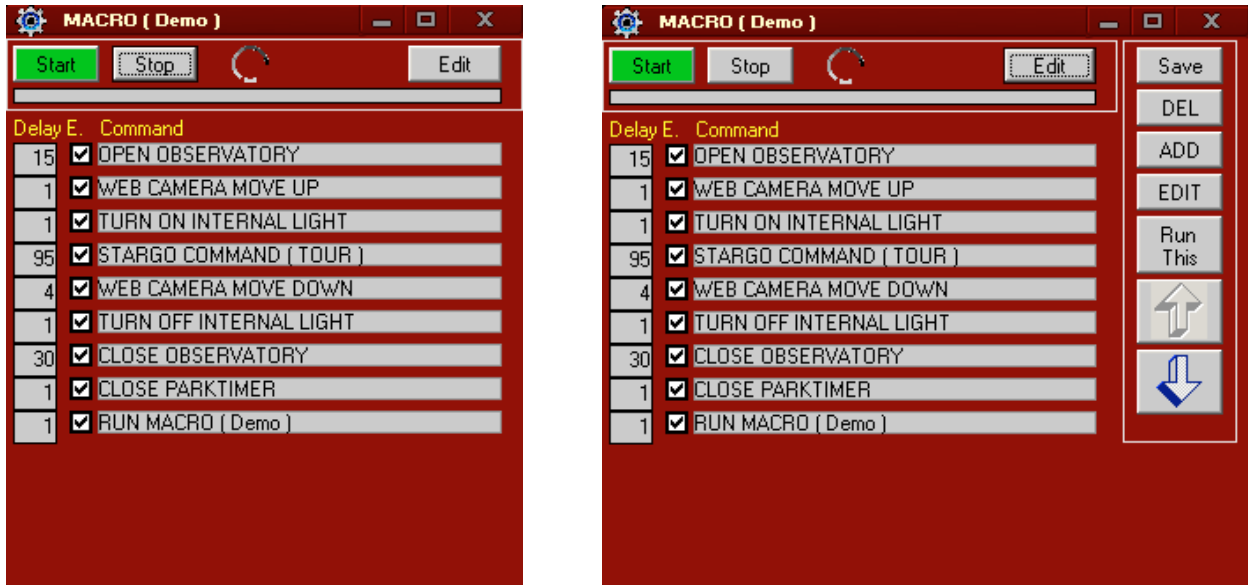 MACRO ( Demo )
Start Stop Edit
Delay E. Command
15 OPEN OBSERVATORY
1 WEB CAMERA MOVE UP
1 TURN ON INTERNAL LIGHT
95 STARGO COMMAND ( TOUR )
4 WEB CAMERA MOVE DOWN
1 TURN OFF INTERNAL LIGHT
30 CLOSE OBSERVATORY
1 CLOSE PARKTIMER
1 RUN MACRO ( Demo )
MACRO ( Demo )
Start Stop Edit
Delay E. Command
15 OPEN OBSERVATORY
1 WEB CAMERA MOVE UP
1 TURN ON INTERNAL LIGHT
95 STARGO COMMAND ( TOUR )
4 WEB CAMERA MOVE DOWN
1 TURN OFF INTERNAL LIGHT
30 CLOSE OBSERVATORY
1 CLOSE PARKTIMER
1 RUN MACRO ( Demo )
Save
DEL
ADD
EDIT
Run
This